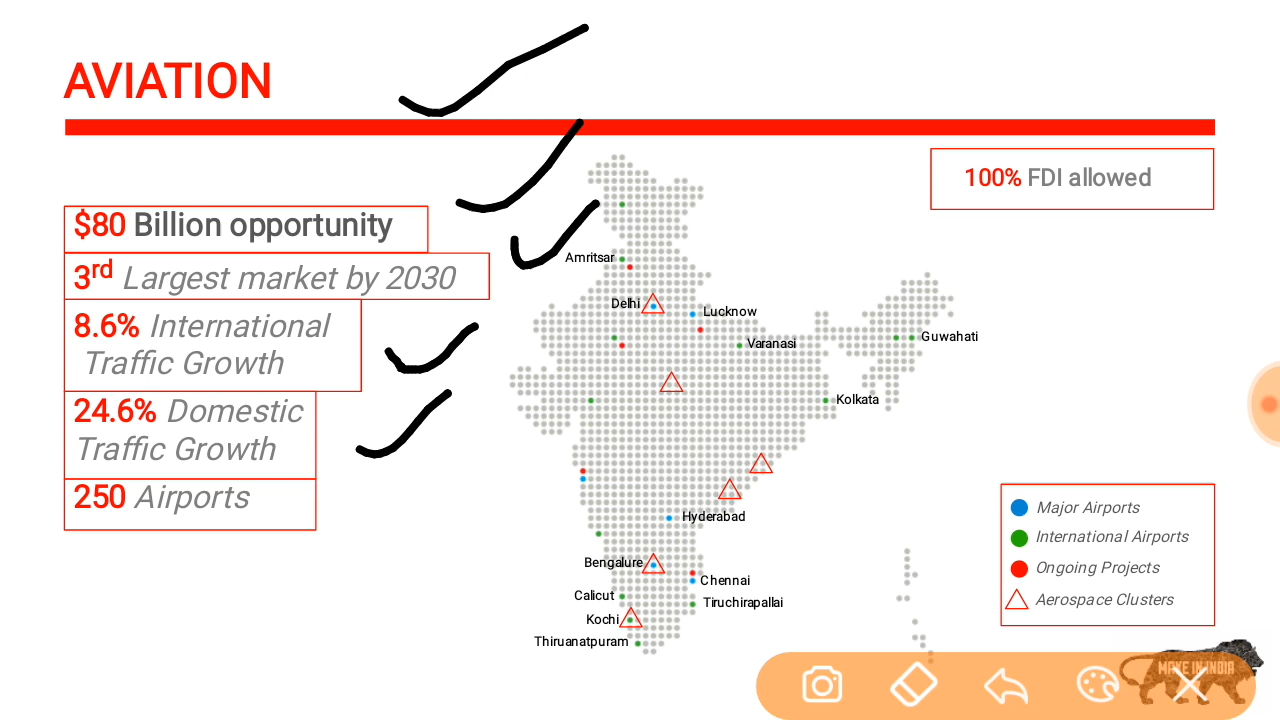 AVIATION
100% FDI allowed
$80 Billion opportunity
3rd Largest market by 2030
8.6% International
Traffic Growth
24.6% Domestic
Traffic Growth
250 Airports
Amritsar
Delhi
Lucknow
Varanasi
Guwahati
Kolkata
Hyderabad
Bengalure
Chennai
Calicut
Tiruchirapallai
Kochi
Thiruanatpuram
Major Airports
International Airports
Ongoing Projects
Aerospace Clusters
MAKE IN INDIA